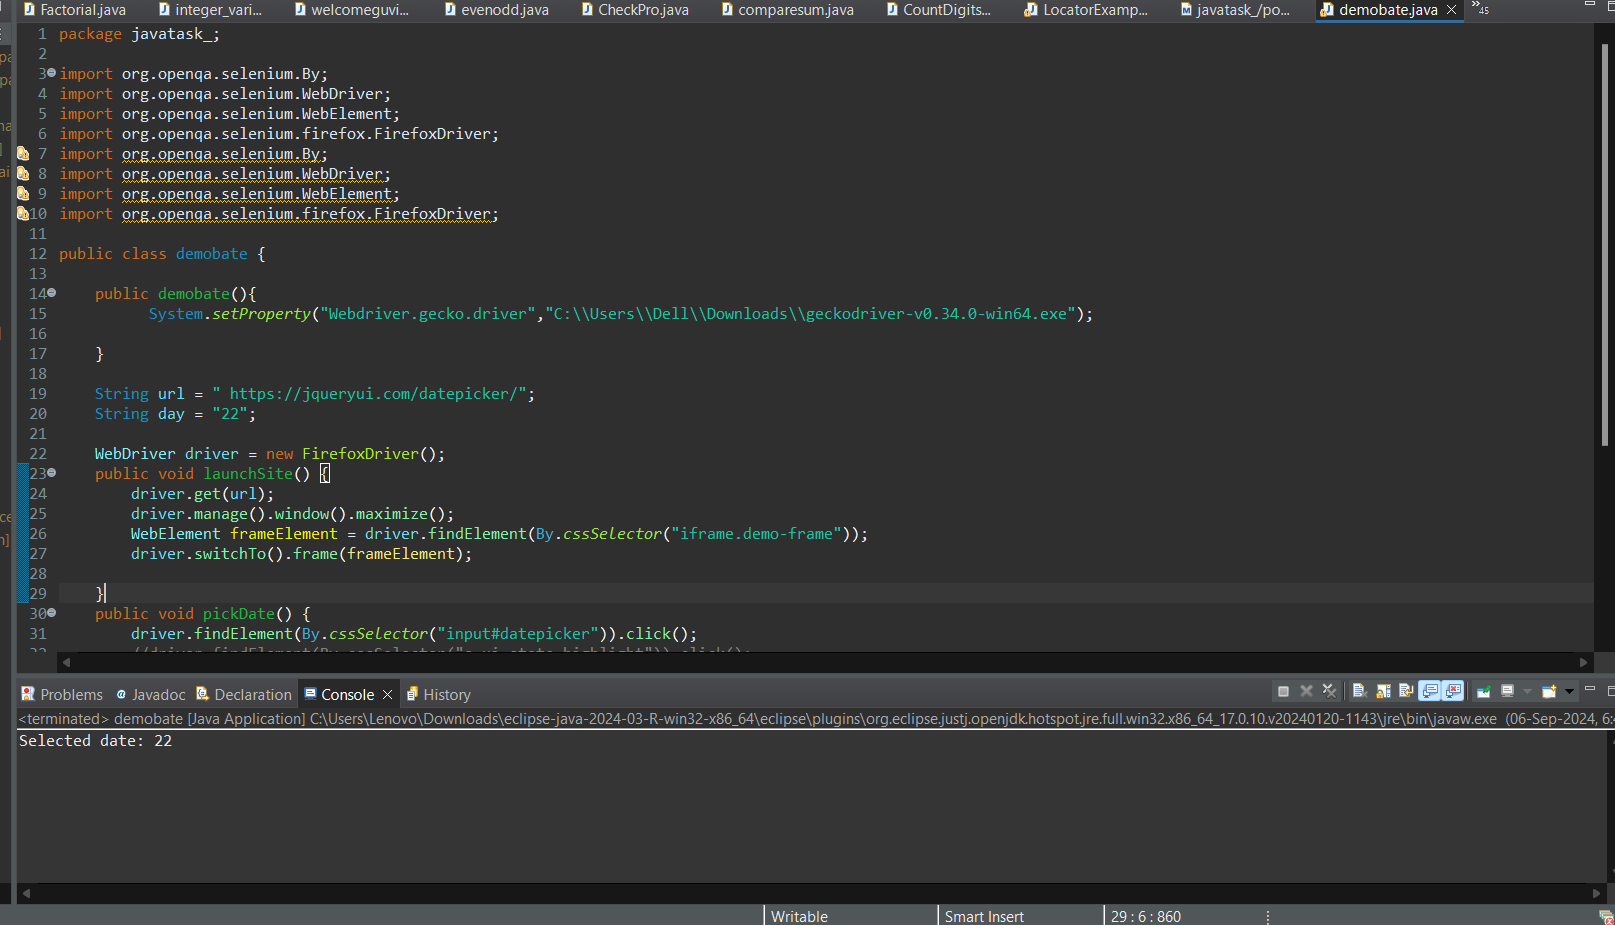 Factorial.java integer_vari... welcomeguvi... evenodd.java CheckPro.java comparesum.java CountDigits... LocatorExamp... javatask_/po... demobate.java »45
1 package javatask_;
2
3 import org.openqa.selenium.By;
4 import org.openqa.selenium.WebDriver;
5 import org.openqa.selenium.WebElement;
6 import org.openqa.selenium.firefox.FirefoxDriver;
7 import org.openqa.selenium.By;
8 import org.openqa.selenium.WebDriver;
9 import org.openqa.selenium.WebElement;
10 import org.openqa.selenium.firefox.FirefoxDriver;
11
12 public class demobate {
13
14 public demobate(){
15 System.setProperty("Webdriver.gecko.driver","C:\\Users\\Dell\\Downloads\\geckodriver-v0.34.0-win64.exe");
16
17 }
18
19 String url = " https://jqueryui.com/datepicker/";
20 String day = "22";
21
22 WebDriver driver = new FirefoxDriver();
23 public void launchSite() {
24 driver.get(url);
25 driver.manage().window().maximize();
26 WebElement frameElement = driver.findElement(By.cssSelector("iframe.demo-frame"));
27 driver.switchTo().frame(frameElement);
28
29 }
30 public void pickDate() {
31 driver.findElement(By.cssSelector("input#datepicker")).click();
Problems Javadoc Declaration Console History
<terminated> demobate [Java Application] C:\Users\Lenovo\Downloads\eclipse-java-2024-03-R-win32-x86_64\eclipse\plugins\org.eclipse.justj.openjdk.hotspot.jre.full.win32.x86_64_17.0.10.v20240120-1143\jre\bin\javaw.exe (06-Sep-2024, 6:
Selected date: 22
Writable Smart Insert 29 : 6 : 860